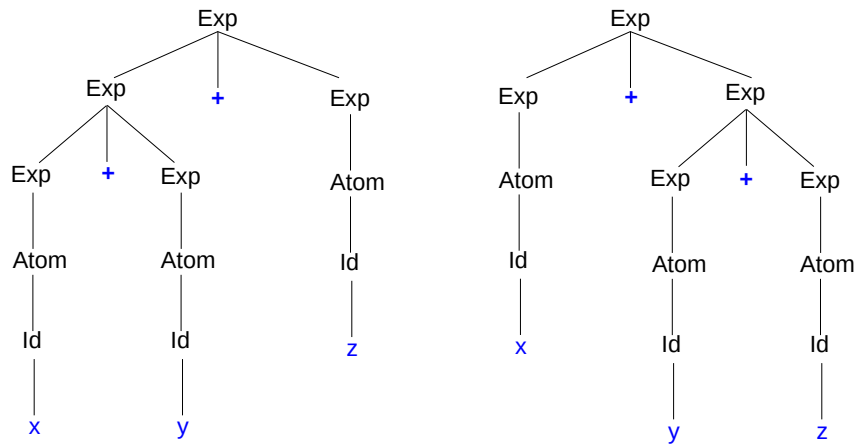 Exp Exp
Exp + Exp Exp + Exp
Exp + Exp Atom Atom Exp + Exp
Atom Atom Id Id Atom Atom
Id Id z x Id Id
x y y z